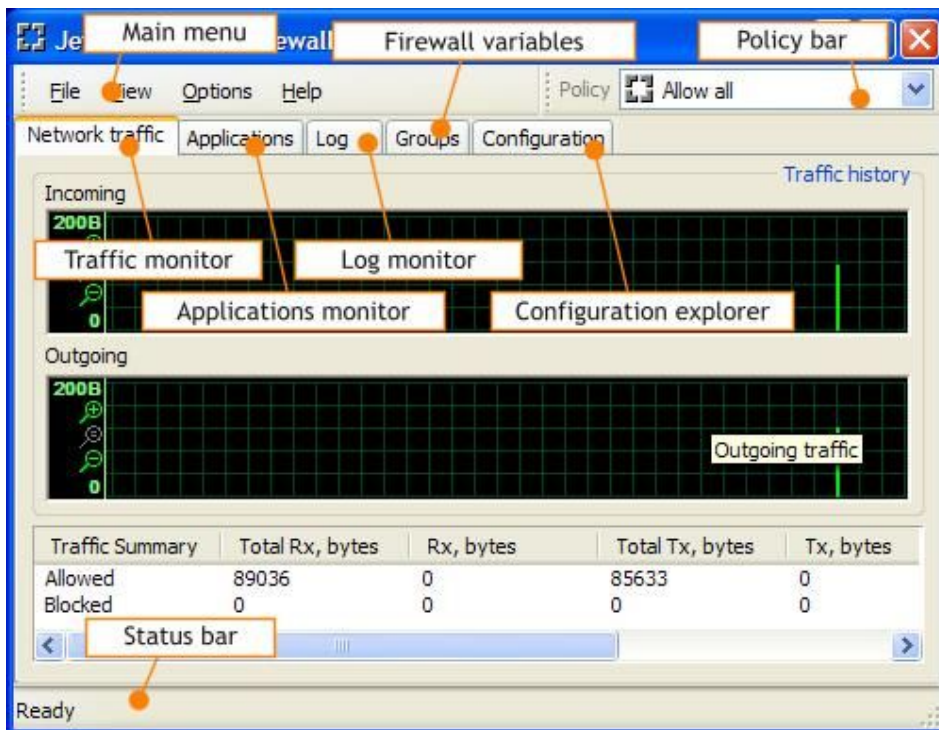 Je
ewall
Main menu
Firewall variables
Policy bar
File View Options Help
Policy Allow all
Network traffic Applications Log Groups Configuration
Traffic history
Incoming
200B
Traffic monitor
Log monitor
Applications monitor
Configuration explorer
0
Outgoing
200B
Outgoing traffic
0
Traffic Summary Total Rx, bytes Rx, bytes Total Tx, bytes Tx, bytes
Allowed 89036 0 85633 0
Blocked 0 0 0 0
Status bar
Ready